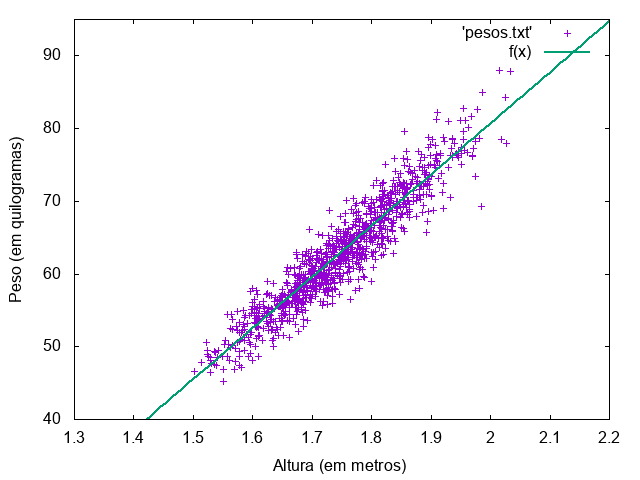 'pesos.txt'
f(x)
90
80
70
60
50
40
Peso (em quilogramas)
1.3 1.4 1.5 1.6 1.7 1.8 1.9 2 2.1 2.2
Altura (em metros)